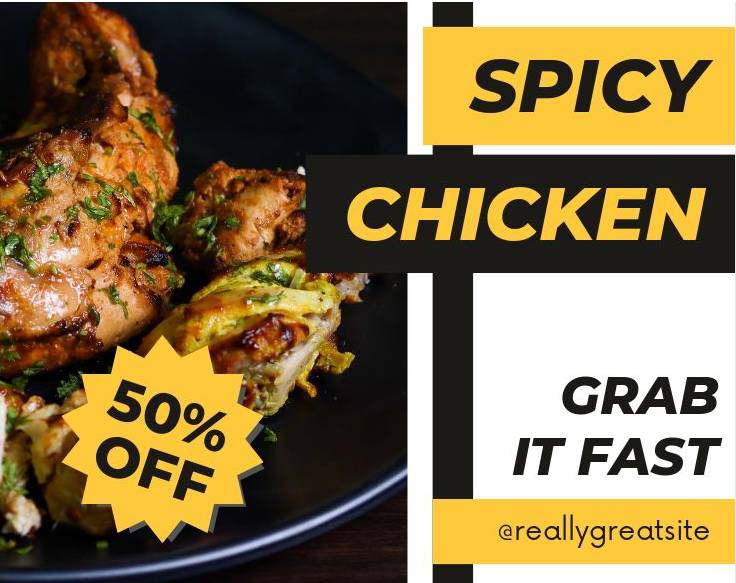 SPICY
CHICKEN
50%
OFF
GRAB
IT FAST
@reallygreatsite